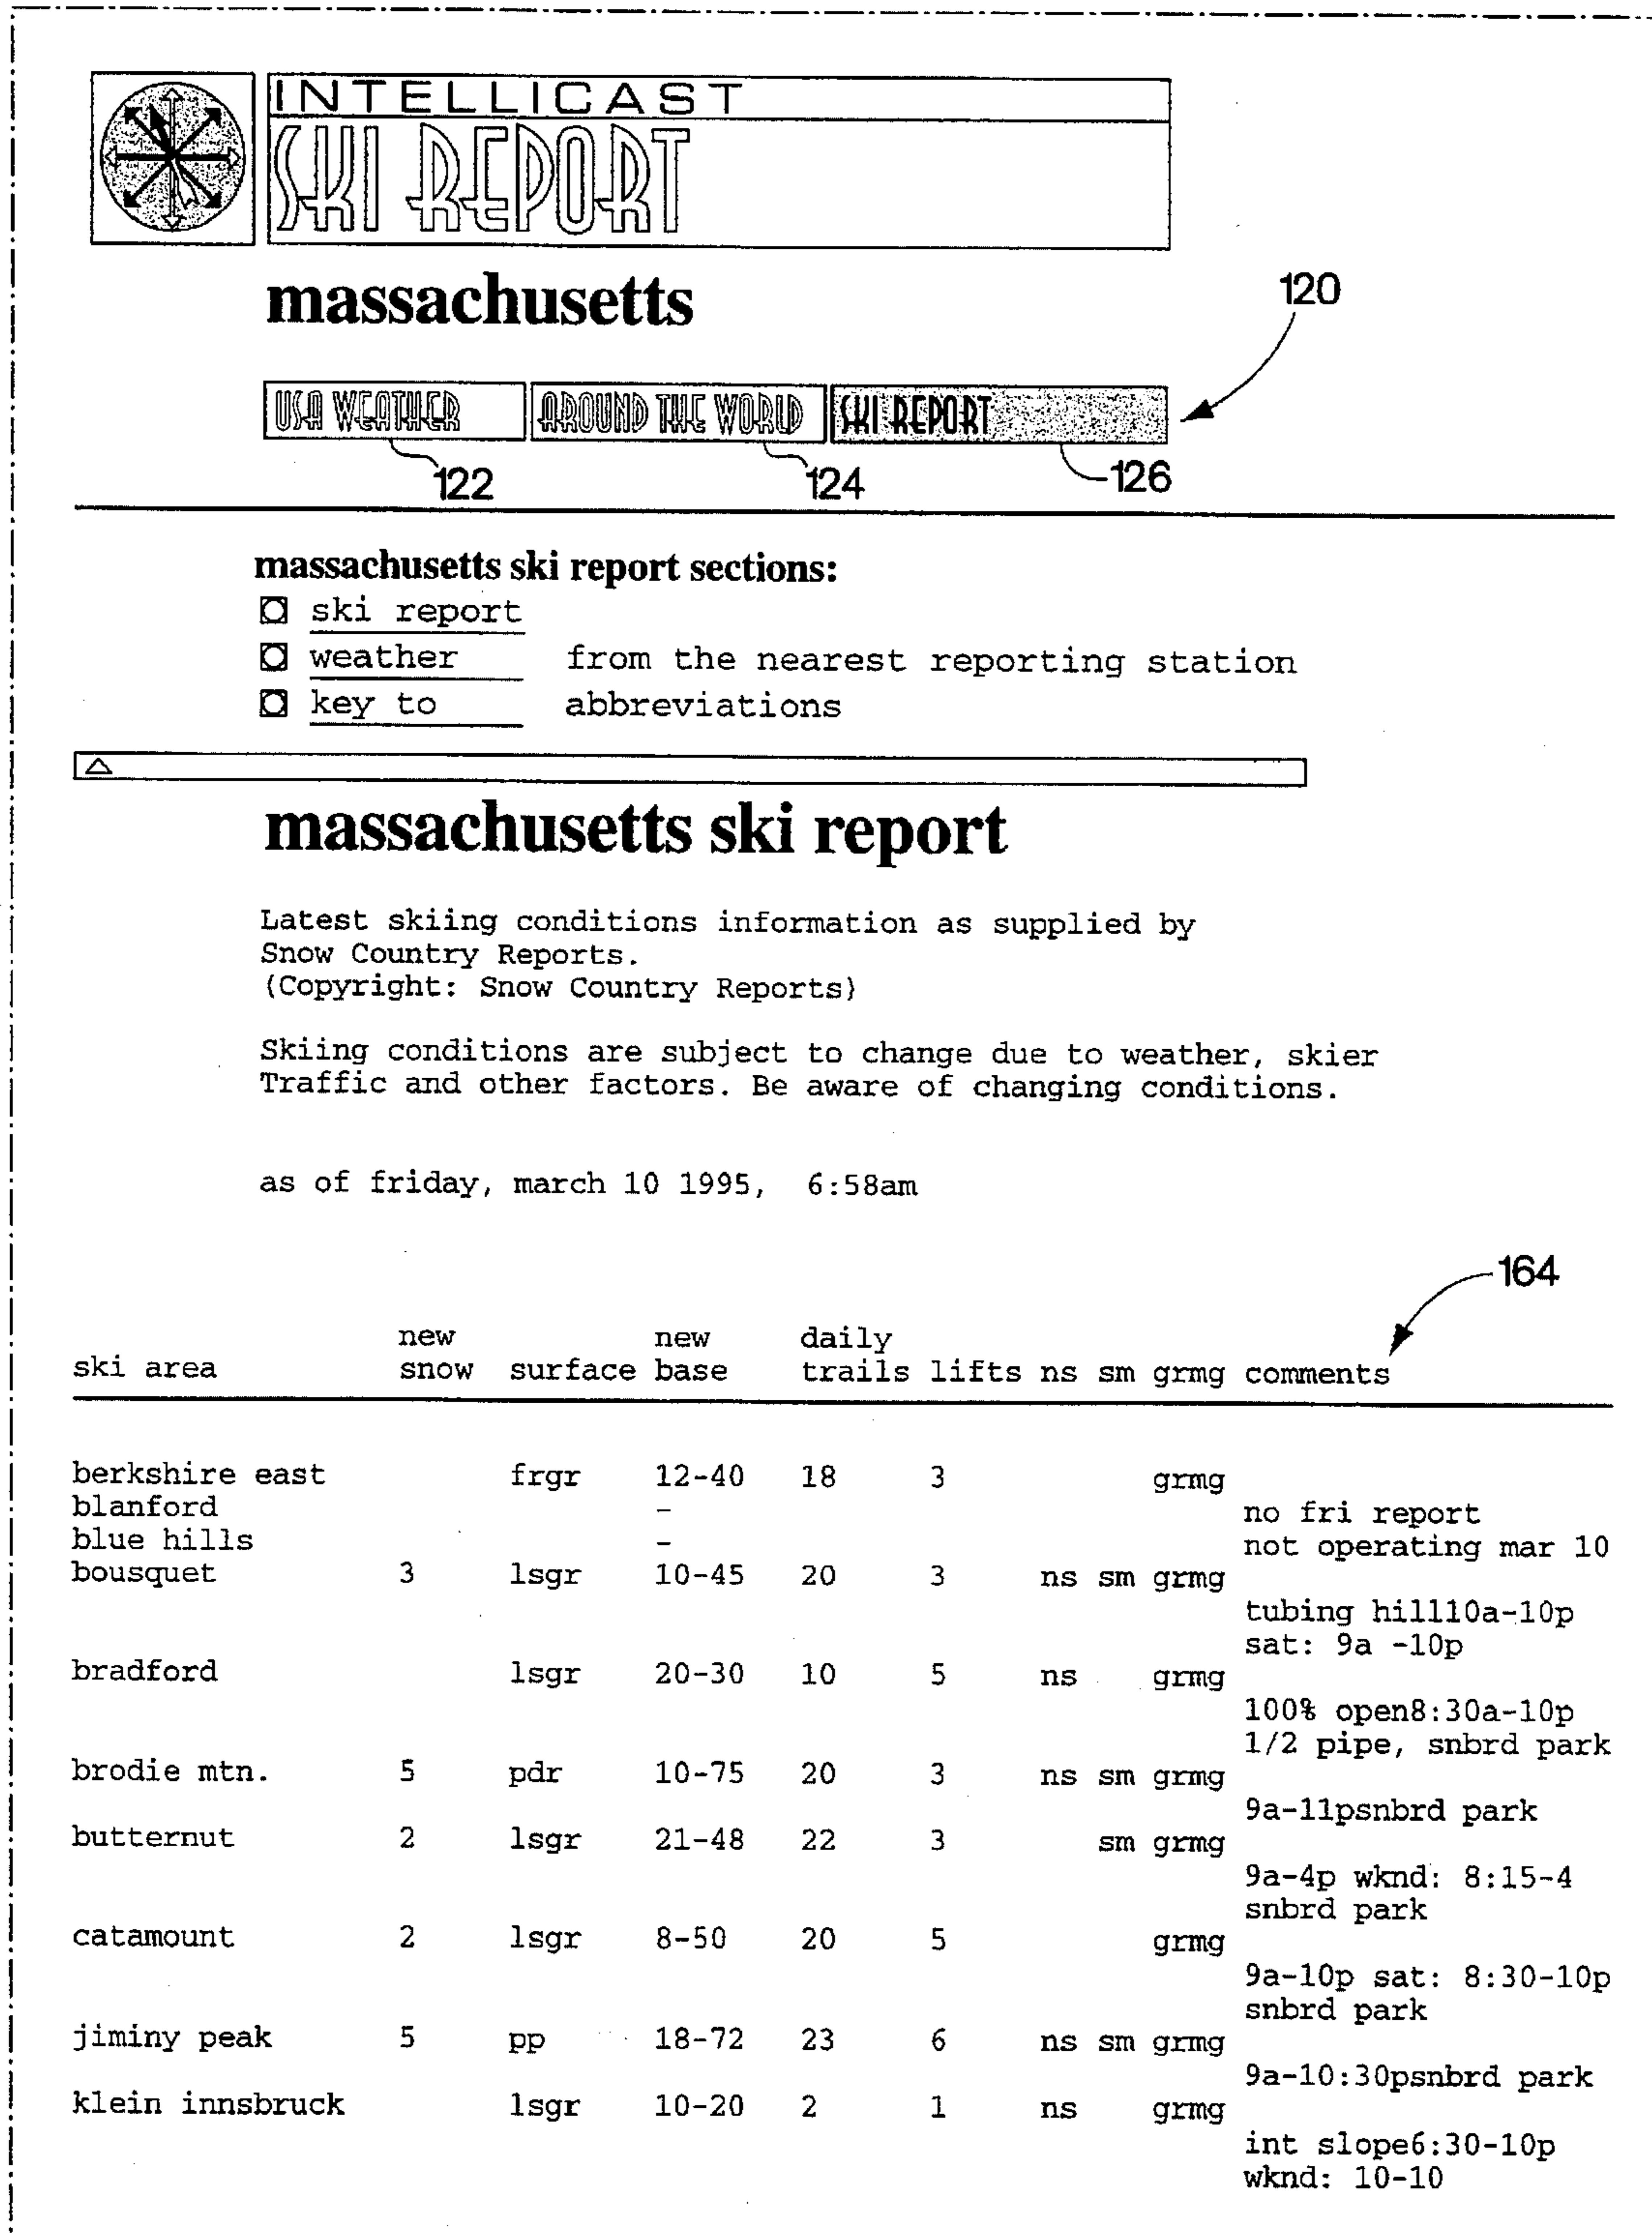 INTELLICAST
SKI REPORT
massachusetts
120
USA WEATHER AROUND THE WORLD SKI REPORT
122 124 126
massachusetts ski report sections:
ski report
weather from the nearest reporting station
key to abbreviations
massachusetts ski report
Latest skiing conditions information as supplied by
Snow Country Reports.
(Copyright: Snow Country Reports)
Skiing conditions are subject to change due to weather, skier
Traffic and other factors. Be aware of changing conditions.
as of friday, march 10 1995, 6:58am
164
new new daily
ski area snow surface base trails lifts ns sm grmg comments
berkshire east frgr 12-40 18 3 grmg
blanford - no fri report
blue hills - not operating mar 10
bousquet 3 lsgr 10-45 20 3 ns sm grmg
tubing hill10a-10p
sat: 9a -10p
bradford lsgr 20-30 10 5 ns grmg
100% open8:30a-10p
1/2 pipe, snbrd park
brodie mtn. 5 pdr 10-75 20 3 ns sm grmg
9a-11psnbrd park
butternut 2 lsgr 21-48 22 3 sm grmg
9a-4p wknd: 8:15-4
snbrd park
catamount 2 lsgr 8-50 20 5 grmg
9a-10p sat: 8:30-10p
snbrd park
jiminy peak 5 pp 18-72 23 6 ns sm grmg
9a-10:30psnbrd park
klein innsbruck lsgr 10-20 2 1 ns grmg
int slope6:30-10p
wknd: 10-10